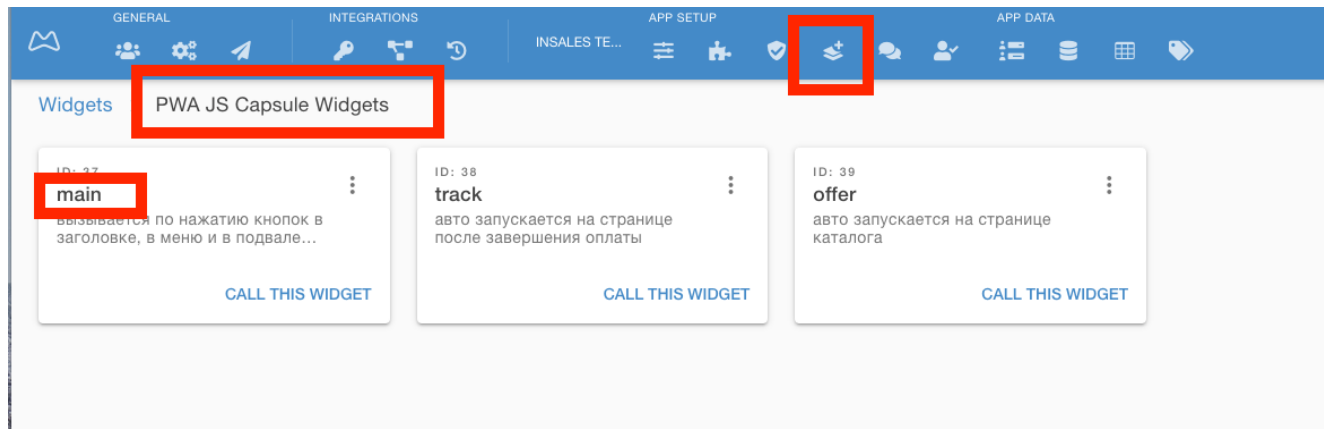 GENERAL INTEGRATIONS APP SETUP APP DATA
INSALES TE...
Widgets PWA JS Capsule Widgets
ID: 37
main
вызывается по нажатию кнопок в
заголовке, в меню и в подвале...
CALL THIS WIDGET
ID: 38
track
авто запускается на странице
после завершения оплаты
CALL THIS WIDGET
ID: 39
offer
авто запускается на странице
каталога
CALL THIS WIDGET